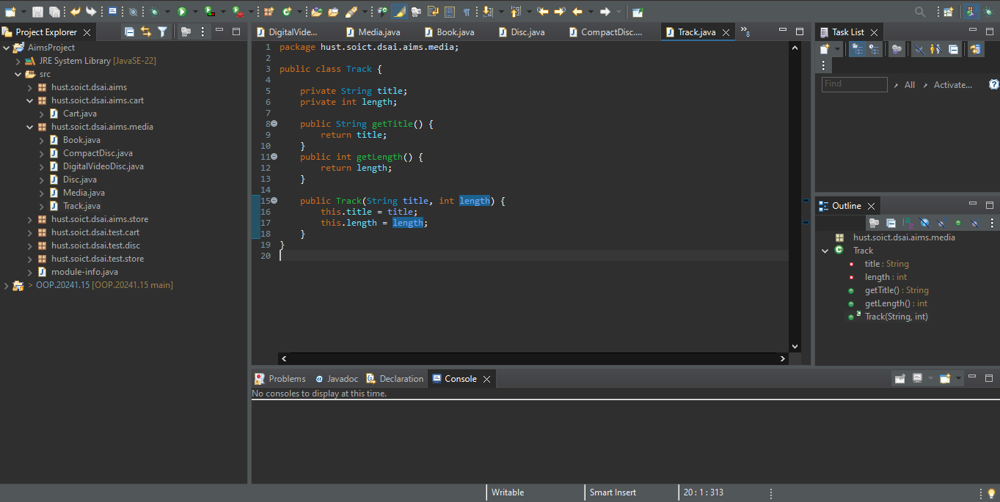 Project Explorer
AimsProject
JRE System Library [JavaSE-22]
src
hust.soict.dsai.aims
hust.soict.dsai.aims.cart
Cart.java
hust.soict.dsai.aims.media
Book.java
CompactDisc.java
DigitalVideoDisc.java
Disc.java
Media.java
Track.java
hust.soict.dsai.aims.store
hust.soict.dsai.test.cart
hust.soict.dsai.test.disc
hust.soict.dsai.test.store
module-info.java
> OOP.20241.15 [OOP.20241.15 main]
DigitalVide... Media.java Book.java Disc.java CompactDisc.... Track.java »8
1 package hust.soict.dsai.aims.media;
2
3 public class Track {
4
5 private String title;
6 private int length;
7
8 public String getTitle() {
9 return title;
10 }
11 public int getLength() {
12 return length;
13 }
14
15 public Track(String title, int length) {
16 this.title = title;
17 this.length = length;
18 }
19 }
20
Task List
Find All Activate...
Outline
hust.soict.dsai.aims.media
Track
title : String
length : int
getTitle() : String
getLength() : int
Track(String, int)
Problems Javadoc Declaration Console
No consoles to display at this time.
Writable Smart Insert 20 : 1 : 313